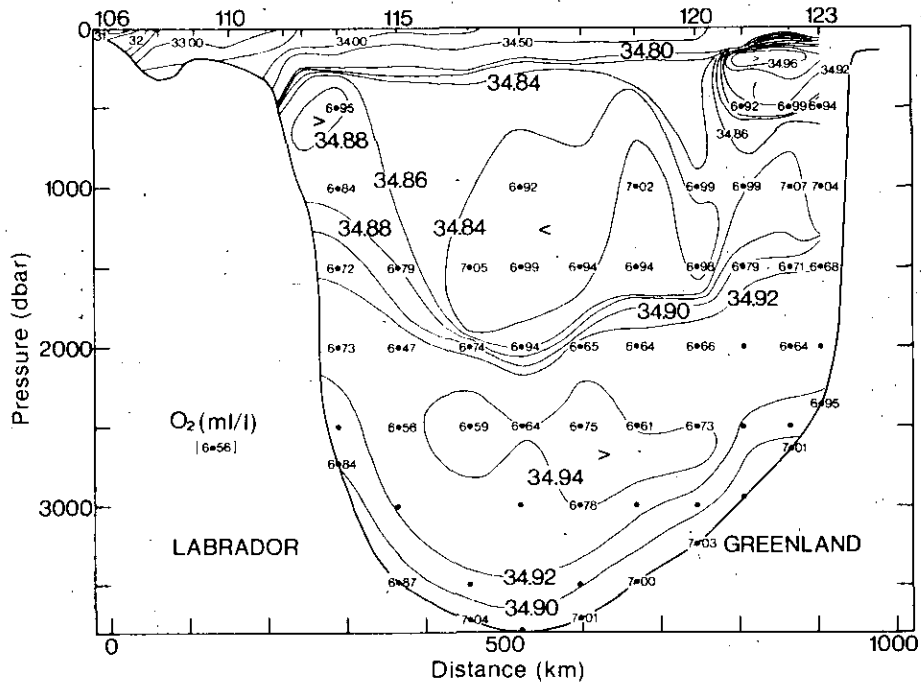 106 110 115 120 123
0
31 32 33.00 34.00 34.50 34.80 34.96 34.92
34.84
6.95 6.92 6.99 6.94
34.88 34.86
34.86
1000 6.84 6.92 7.02 6.99 6.99 7.07 7.04
34.88 34.84
6.72 6.79 7.05 6.99 6.94 6.94 6.98 6.79 6.71 6.68
34.90 34.92
2000 6.73 6.47 6.74 6.94 6.65 6.64 6.66 6.64
6.95
O₂ (ml/l) 6.56 6.59 6.64 6.75 6.61 6.73
[6.56] 7.01
6.84 34.94
3000 6.78
7.03
LABRADOR GREENLAND
6.87 34.92 7.00
34.90
7.04 7.01
0 500 1000
Distance (km)
Pressure (dbar)